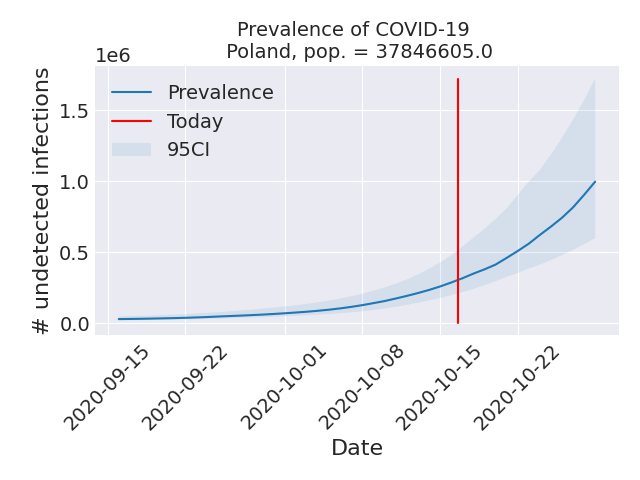 Prevalence of COVID-19
Poland, pop. = 37846605.0
1e6
# undetected infections
1.5
1.0
0.5
0.0
Prevalence
Today
95CI
2020-09-15
2020-09-22
2020-10-01
2020-10-08
2020-10-15
2020-10-22
Date